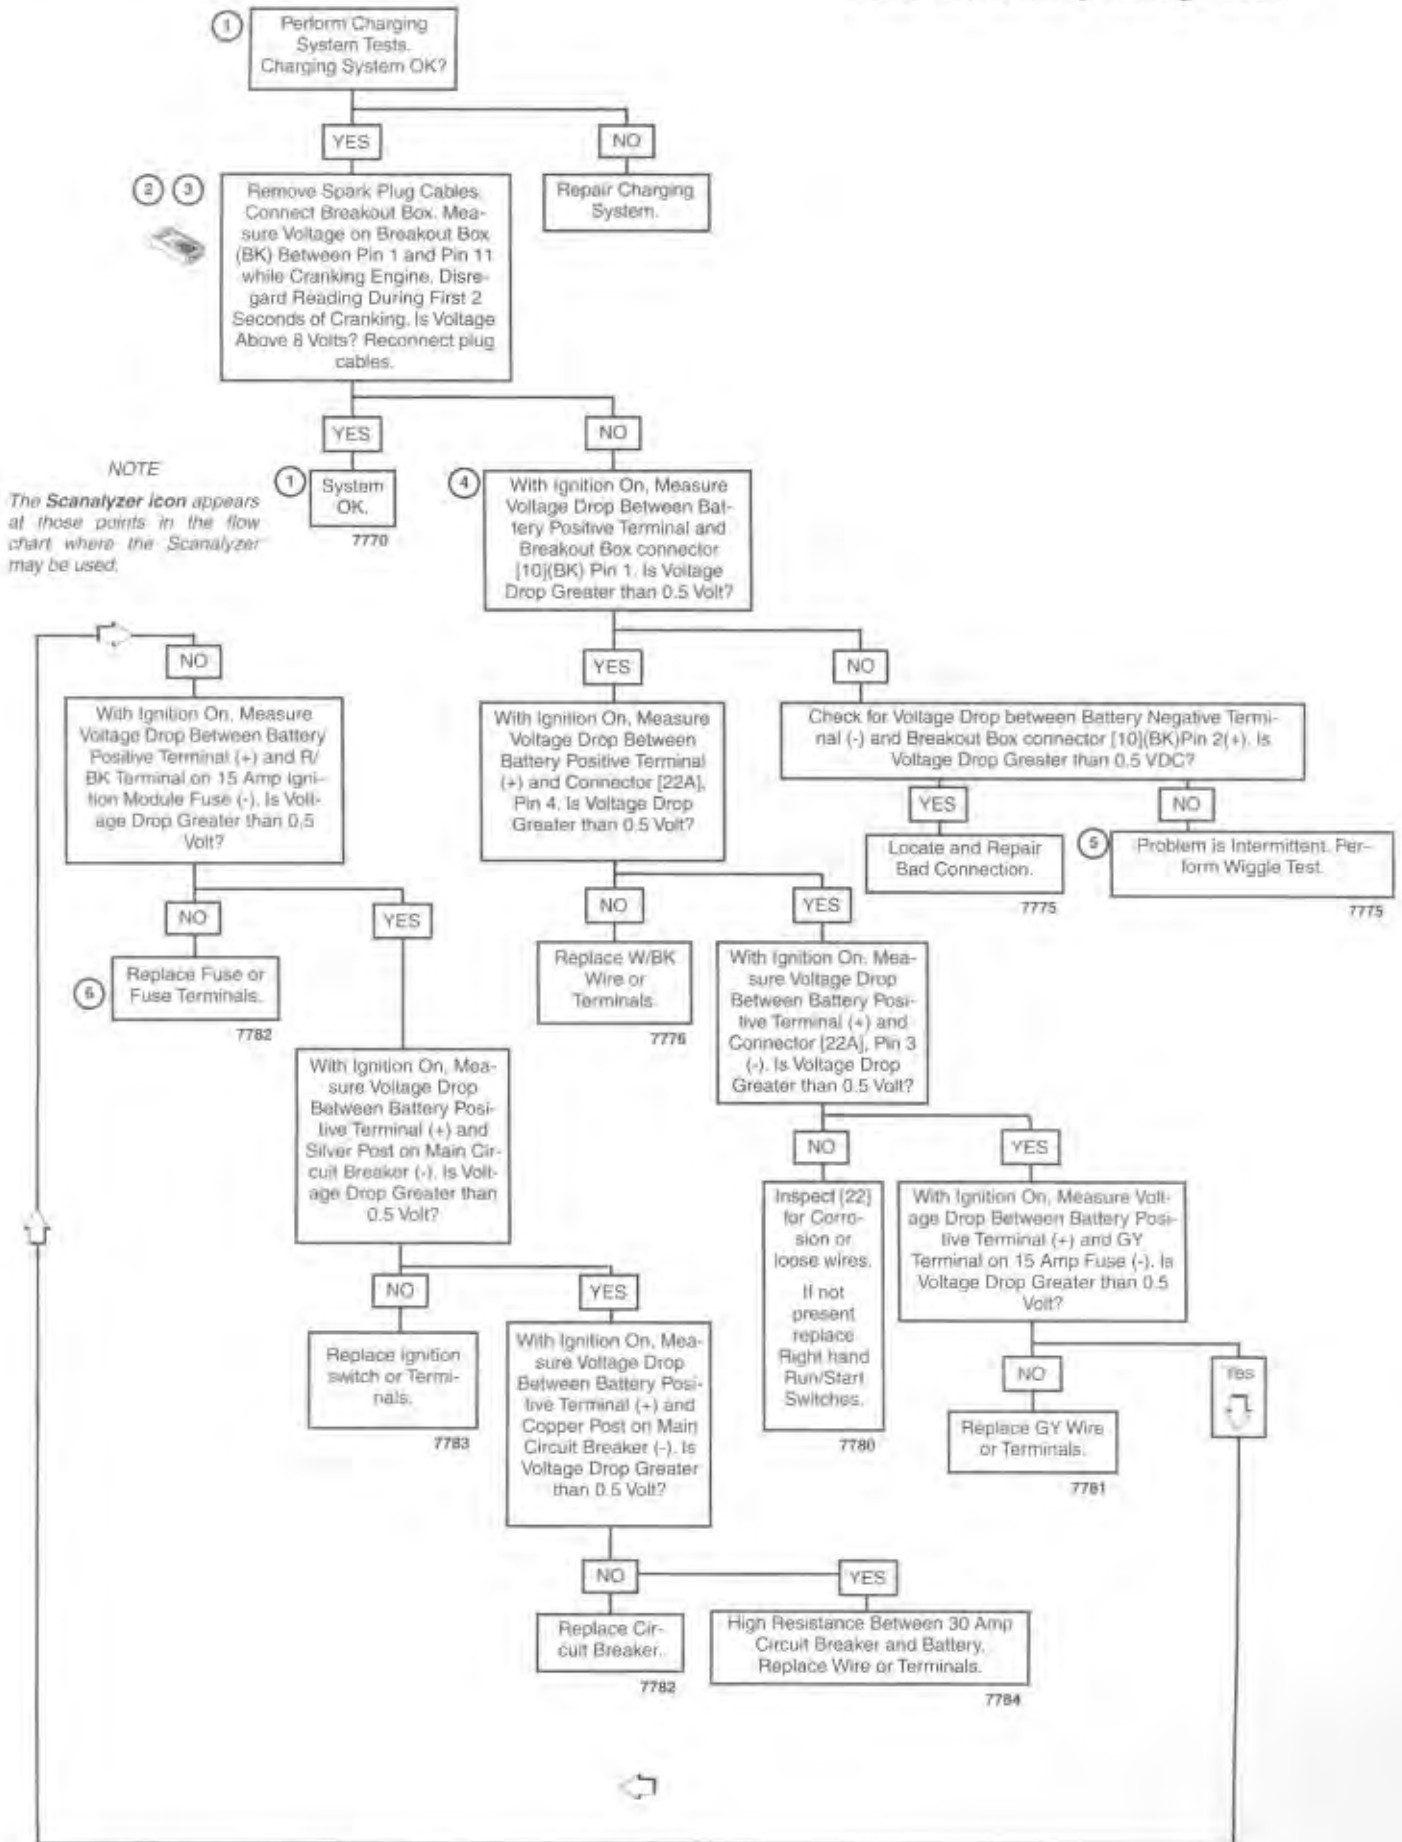 1
Perform Charging
System Tests.
Charging System OK?
YES
NO
2 3
Remove Spark Plug Cables.
Connect Breakout Box. Mea-
sure Voltage on Breakout Box
(BK) Between Pin 1 and Pin 11
while Cranking Engine. Disre-
gard Reading During First 2
Seconds of Cranking. Is Voltage
Above 8 Volts? Reconnect plug
cables.
Repair Charging
System.
YES
NO
NOTE
The Scanalyzer icon appears
at those points in the flow
chart where the Scanalyzer
may be used.
1
System
OK.
7770
4
With Ignition On, Measure
Voltage Drop Between Bat-
tery Positive Terminal and
Breakout Box connector
[10](BK) Pin 1. Is Voltage
Drop Greater than 0.5 Volt?
NO
YES
NO
With Ignition On, Measure
Voltage Drop Between Battery
Positive Terminal (+) and R/
BK Terminal on 15 Amp Igni-
tion Module Fuse (-). Is Volt-
age Drop Greater than 0.5
Volt?
With Ignition On, Measure
Voltage Drop Between
Battery Positive Terminal
(+) and Connector [22A],
Pin 4. Is Voltage Drop
Greater than 0.5 Volt?
Check for Voltage Drop between Battery Negative Termi-
nal (-) and Breakout Box connector [10](BK)Pin 2(+). Is
Voltage Drop Greater than 0.5 VDC?
YES
NO
Locate and Repair
Bad Connection.
7775
5
Problem is Intermittent. Per-
form Wiggle Test.
7775
NO
YES
NO
YES
6
Replace Fuse or
Fuse Terminals.
7782
Replace W/BK
Wire or
Terminals
7776
With Ignition On. Mea-
sure Voltage Drop
Between Battery Posi-
tive Terminal (+) and
Connector [22A], Pin 3
(-). Is Voltage Drop
Greater than 0.5 Volt?
With Ignition On, Mea-
sure Voltage Drop
Between Battery Posi-
tive Terminal (+) and
Silver Post on Main Cir-
cuit Breaker (-). Is Volt-
age Drop Greater than
0.5 Volt?
NO
YES
Inspect [22]
for Corro-
sion or
loose wires.
If not
present
replace
Right hand
Run/Start
Switches.
7780
With Ignition On, Measure Volt-
age Drop Between Battery Posi-
tive Terminal (+) and GY
Terminal on 15 Amp Fuse (-). Is
Voltage Drop Greater than 0.5
Volt?
NO
YES
NO
Yes
Replace ignition
switch or Termi-
nals.
7783
With Ignition On, Mea-
sure Voltage Drop
Between Battery Posi-
tive Terminal (+) and
Copper Post on Main
Circuit Breaker (-). Is
Voltage Drop Greater
than 0.5 Volt?
Replace GY Wire
or Terminals.
7781
NO
YES
Replace Cir-
cuit Breaker.
7782
High Resistance Between 30 Amp
Circuit Breaker and Battery.
Replace Wire or Terminals.
7784